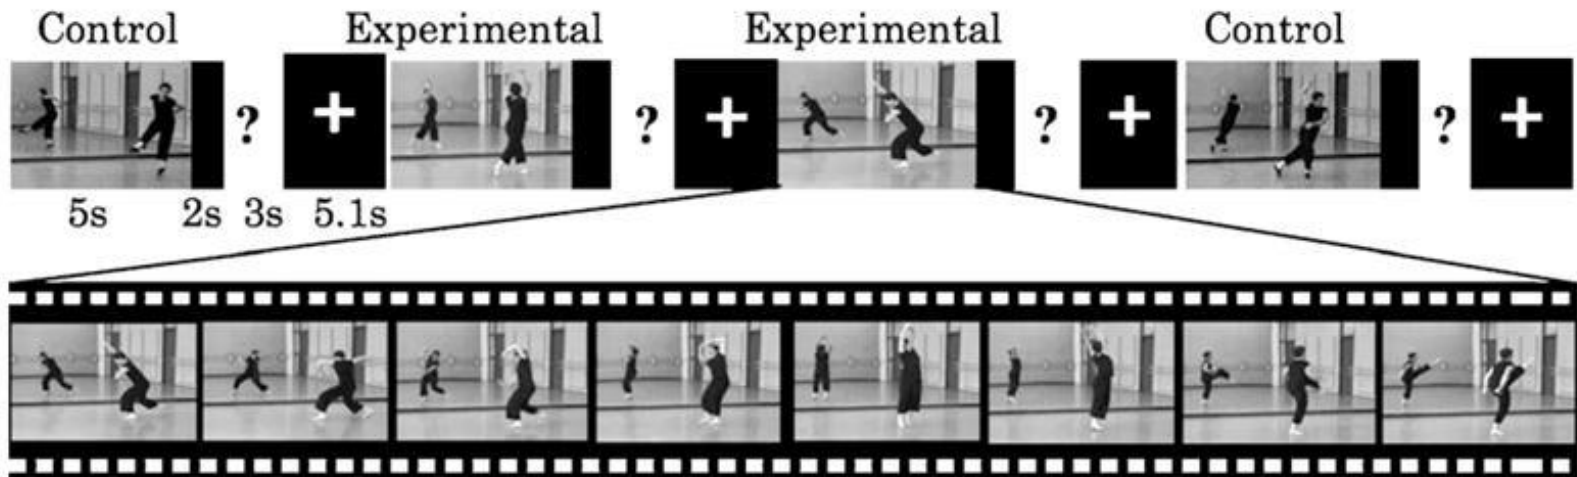 Control Experimental Experimental Control
? + ? + ? + ? +
5s 2s 3s 5.1s